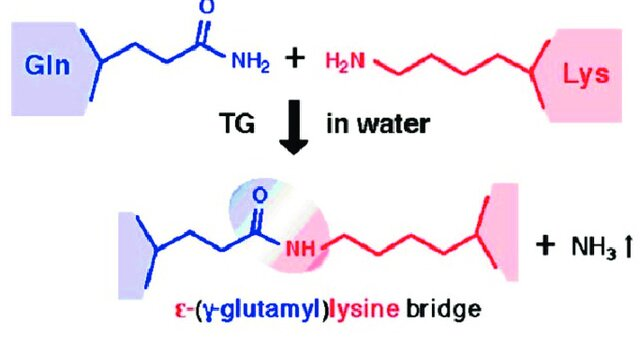 O
Gln NH₂ + H₂N Lys
TG in water
O
NH + NH₃ ↑
ε-(γ-glutamyl)lysine bridge